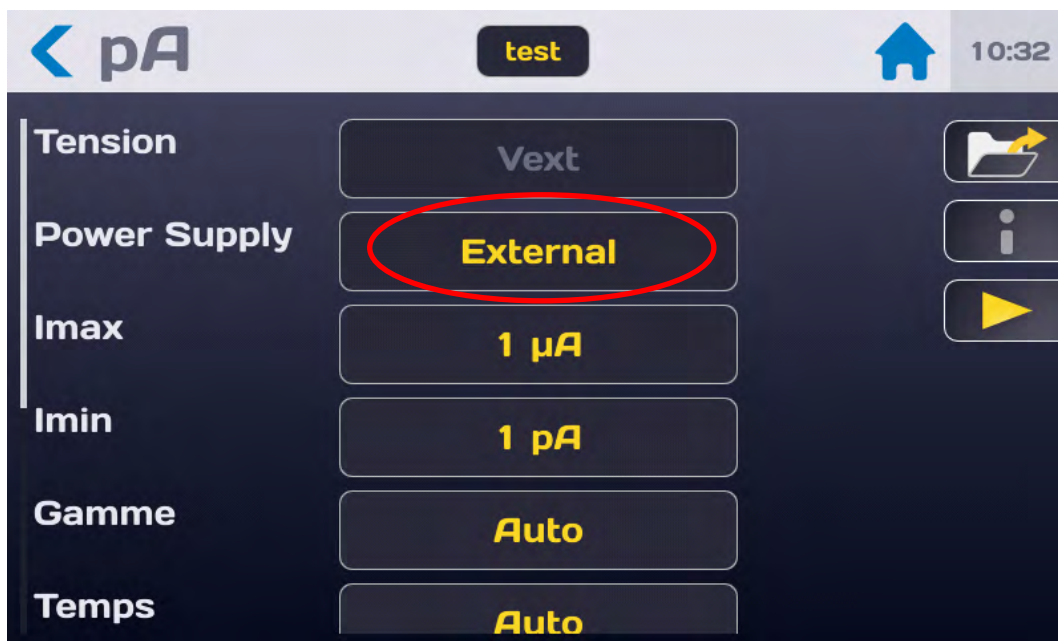 pA
test
10:32
Tension
Vext
Power Supply
External
Imax
1 µA
Imin
1 pA
Gamme
Auto
Temps
Auto